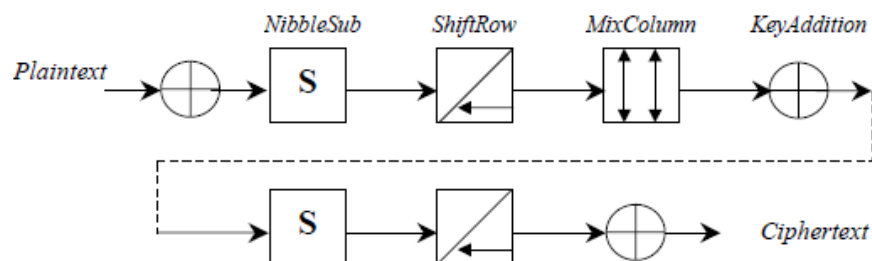 NibbleSub ShiftRow MixColumn KeyAddition
Plaintext
S
S
Ciphertext